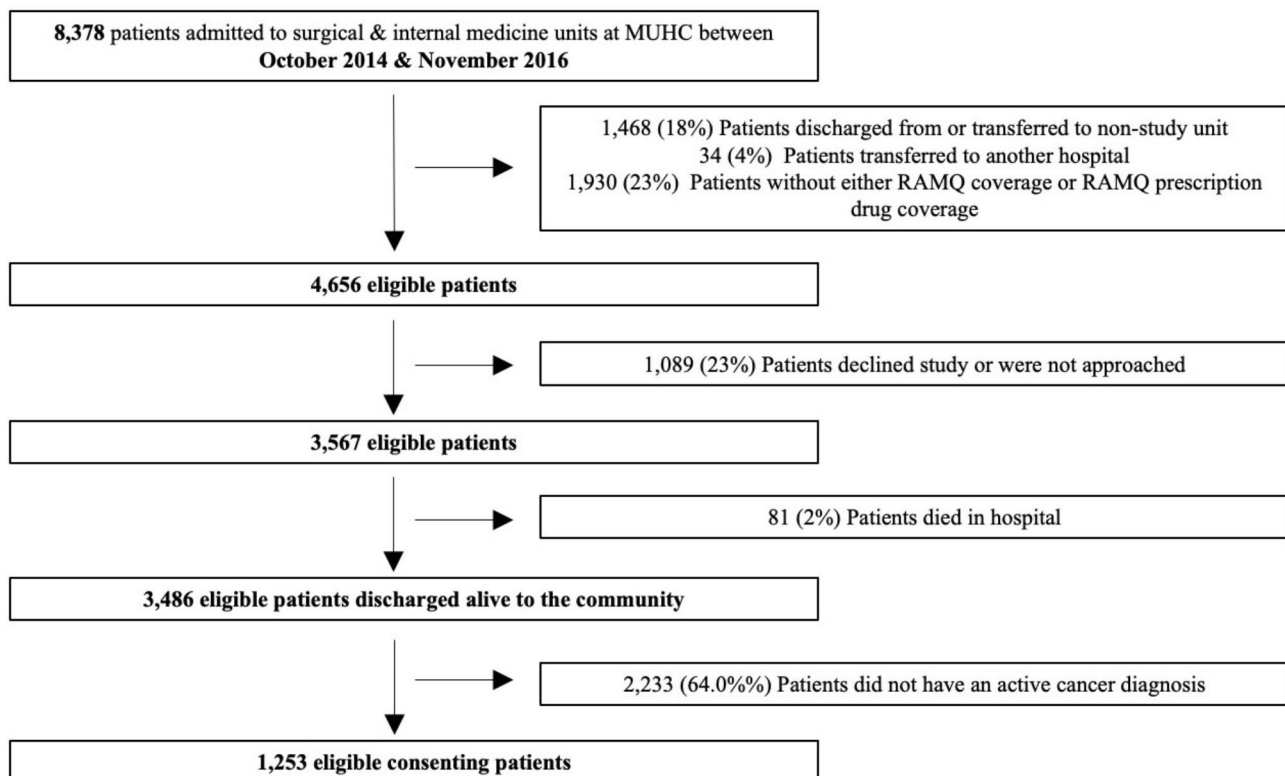 8,378 patients admitted to surgical & internal medicine units at MUHC between
October 2014 & November 2016
1,468 (18%) Patients discharged from or transferred to non-study unit
34 (4%) Patients transferred to another hospital
1,930 (23%) Patients without either RAMQ coverage or RAMQ prescription
drug coverage
4,656 eligible patients
1,089 (23%) Patients declined study or were not approached
3,567 eligible patients
81 (2%) Patients died in hospital
3,486 eligible patients discharged alive to the community
2,233 (64.0%%) Patients did not have an active cancer diagnosis
1,253 eligible consenting patients